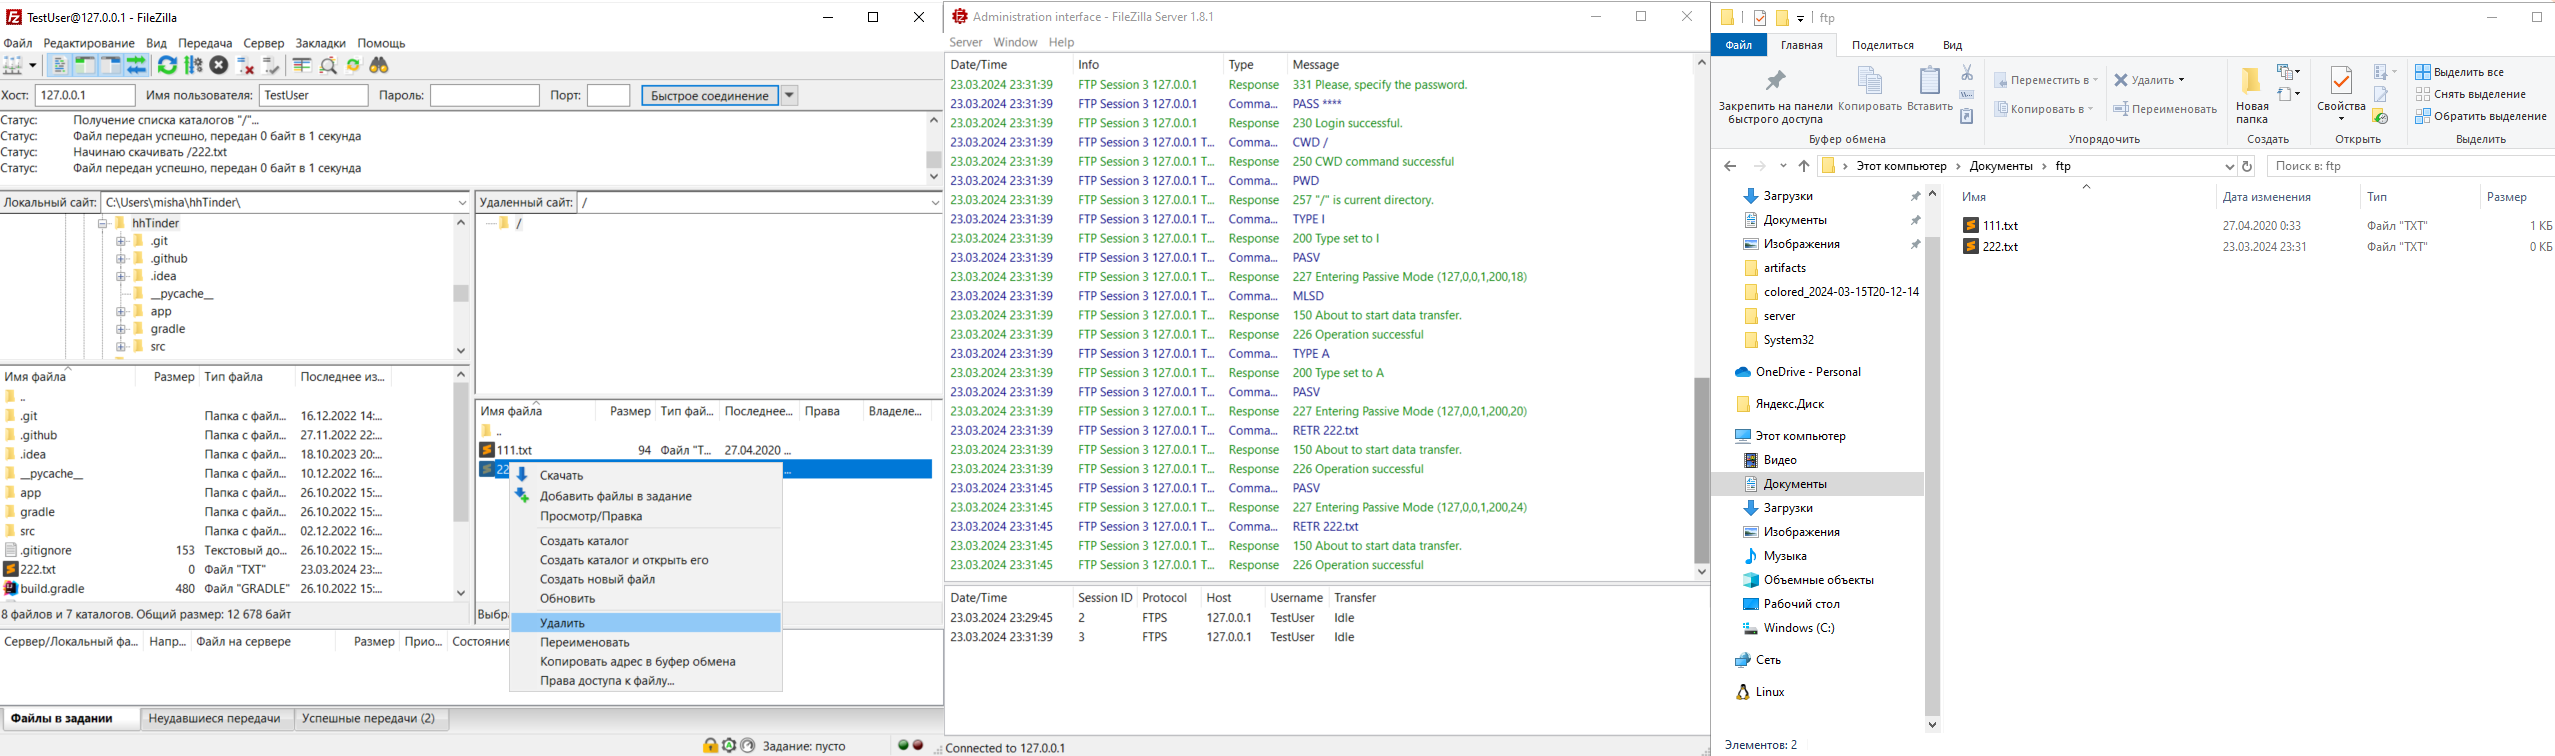 TestUser@127.0.0.1 - FileZilla
Файл Редактирование Вид Передача Сервер Закладки Помощь
Хост: 127.0.0.1 Имя пользователя: TestUser Пароль: Порт: Быстрое соединение
Статус: Получение списка каталогов "/"...
Статус: Файл передан успешно, передан 0 байт в 1 секунда
Статус: Начинаю скачивать /222.txt
Статус: Файл передан успешно, передан 0 байт в 1 секунда
Локальный сайт: C:\Users\misha\hhTinder\
hhTinder
.git
.github
.idea
__pycache__
app
gradle
src
Имя файла Размер Тип файла Последнее из...
..
.git Папка с файл... 16.12.2022 14:...
.github Папка с файл... 27.11.2022 22:...
.idea Папка с файл... 18.10.2023 20:...
__pycache__ Папка с файл... 10.12.2022 16:...
app Папка с файл... 26.10.2022 15:...
gradle Папка с файл... 26.10.2022 15:...
src Папка с файл... 02.12.2022 16:...
.gitignore 153 Текстовый до... 26.10.2022 15:...
222.txt 0 Файл "TXT" 23.03.2024 23:...
build.gradle 480 Файл "GRADLE" 26.10.2022 15:...
8 файлов и 7 каталогов. Общий размер: 12 678 байт
Удаленный сайт: /
/
Имя файла Размер Тип фай... Последнее... Права Владеле...
..
111.txt 94 Файл "T... 27.04.2020 ...
22
Выбр
Скачать
Добавить файлы в задание
Просмотр/Правка
Создать каталог
Создать каталог и открыть его
Создать новый файл
Обновить
Удалить
Переименовать
Копировать адрес в буфер обмена
Права доступа к файлу...
Сервер/Локальный фа... Напр... Файл на сервере Размер Прио... Состояние
Файлы в задании Неудавшиеся передачи Успешные передачи (2)
Задание: пусто
Administration interface - FileZilla Server 1.8.1
Server Window Help
Date/Time Info Type Message
23.03.2024 23:31:39 FTP Session 3 127.0.0.1 Response 331 Please, specify the password.
23.03.2024 23:31:39 FTP Session 3 127.0.0.1 Comma... PASS ****
23.03.2024 23:31:39 FTP Session 3 127.0.0.1 Response 230 Login successful.
23.03.2024 23:31:39 FTP Session 3 127.0.0.1 T... Comma... CWD /
23.03.2024 23:31:39 FTP Session 3 127.0.0.1 T... Response 250 CWD command successful
23.03.2024 23:31:39 FTP Session 3 127.0.0.1 T... Comma... PWD
23.03.2024 23:31:39 FTP Session 3 127.0.0.1 T... Response 257 "/" is current directory.
23.03.2024 23:31:39 FTP Session 3 127.0.0.1 T... Comma... TYPE I
23.03.2024 23:31:39 FTP Session 3 127.0.0.1 T... Response 200 Type set to I
23.03.2024 23:31:39 FTP Session 3 127.0.0.1 T... Comma... PASV
23.03.2024 23:31:39 FTP Session 3 127.0.0.1 T... Response 227 Entering Passive Mode (127,0,0,1,200,18)
23.03.2024 23:31:39 FTP Session 3 127.0.0.1 T... Comma... MLSD
23.03.2024 23:31:39 FTP Session 3 127.0.0.1 T... Response 150 About to start data transfer.
23.03.2024 23:31:39 FTP Session 3 127.0.0.1 T... Response 226 Operation successful
23.03.2024 23:31:39 FTP Session 3 127.0.0.1 T... Comma... TYPE A
23.03.2024 23:31:39 FTP Session 3 127.0.0.1 T... Response 200 Type set to A
23.03.2024 23:31:39 FTP Session 3 127.0.0.1 T... Comma... PASV
23.03.2024 23:31:39 FTP Session 3 127.0.0.1 T... Response 227 Entering Passive Mode (127,0,0,1,200,20)
23.03.2024 23:31:39 FTP Session 3 127.0.0.1 T... Comma... RETR 222.txt
23.03.2024 23:31:39 FTP Session 3 127.0.0.1 T... Response 150 About to start data transfer.
23.03.2024 23:31:39 FTP Session 3 127.0.0.1 T... Response 226 Operation successful
23.03.2024 23:31:45 FTP Session 3 127.0.0.1 T... Comma... PASV
23.03.2024 23:31:45 FTP Session 3 127.0.0.1 T... Response 227 Entering Passive Mode (127,0,0,1,200,24)
23.03.2024 23:31:45 FTP Session 3 127.0.0.1 T... Comma... RETR 222.txt
23.03.2024 23:31:45 FTP Session 3 127.0.0.1 T... Response 150 About to start data transfer.
23.03.2024 23:31:45 FTP Session 3 127.0.0.1 T... Response 226 Operation successful
Date/Time Session ID Protocol Host Username Transfer
23.03.2024 23:29:45 2 FTPS 127.0.0.1 TestUser Idle
23.03.2024 23:31:39 3 FTPS 127.0.0.1 TestUser Idle
Connected to 127.0.0.1
ftp
Файл Главная Поделиться Вид
Закрепить на панели быстрого доступа Копировать Вставить
Буфер обмена
Переместить в Удалить
Копировать в Переименовать
Упорядочить
Новая папка
Создать
Свойства
Открыть
Выделить все
Снять выделение
Обратить выделение
Выделить
Этот компьютер Документы ftp
Поиск в: ftp
Загрузки
Документы
Изображения
artifacts
colored_2024-03-15T20-12-14
server
System32
OneDrive - Personal
Яндекс.Диск
Этот компьютер
Видео
Документы
Загрузки
Изображения
Музыка
Объемные объекты
Рабочий стол
Windows (C:)
Сеть
Linux
Имя Дата изменения Тип Размер
111.txt 27.04.2020 0:33 Файл "TXT" 1 КБ
222.txt 23.03.2024 23:31 Файл "TXT" 0 КБ
Элементов: 2